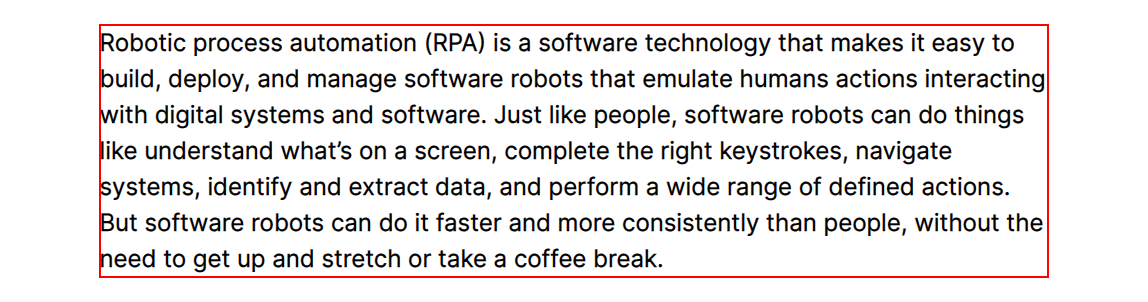 Robotic process automation (RPA) is a software technology that makes it easy to
build, deploy, and manage software robots that emulate humans actions interacting
with digital systems and software. Just like people, software robots can do things
like understand what’s on a screen, complete the right keystrokes, navigate
systems, identify and extract data, and perform a wide range of defined actions.
But software robots can do it faster and more consistently than people, without the
need to get up and stretch or take a coffee break.